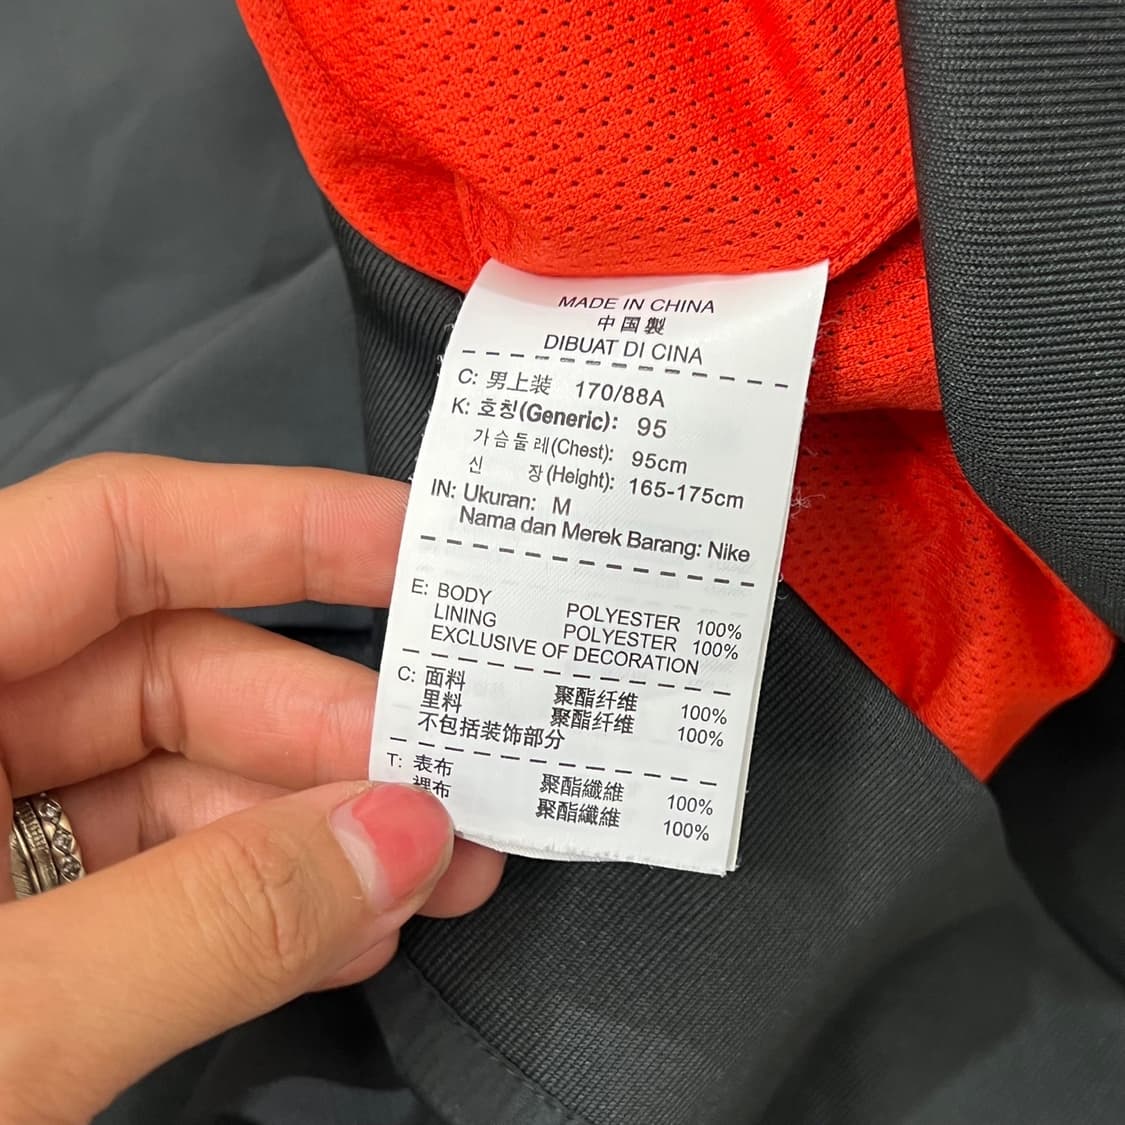 MADE IN CHINA
中国製
DIBUAT DI CINA
C: 男上装 170/88A
K: 호칭(Generic): 95
가슴둘레(Chest): 95cm
신 장(Height): 165-175cm
IN: Ukuran: M
Nama dan Merek Barang: Nike
E: BODY POLYESTER 100%
LINING POLYESTER 100%
EXCLUSIVE OF DECORATION
C: 面料 聚酯纤维 100%
里料 聚酯纤维 100%
不包括装饰部分
T: 表布 聚酯纖維 100%
裡布 聚酯纖維 100%